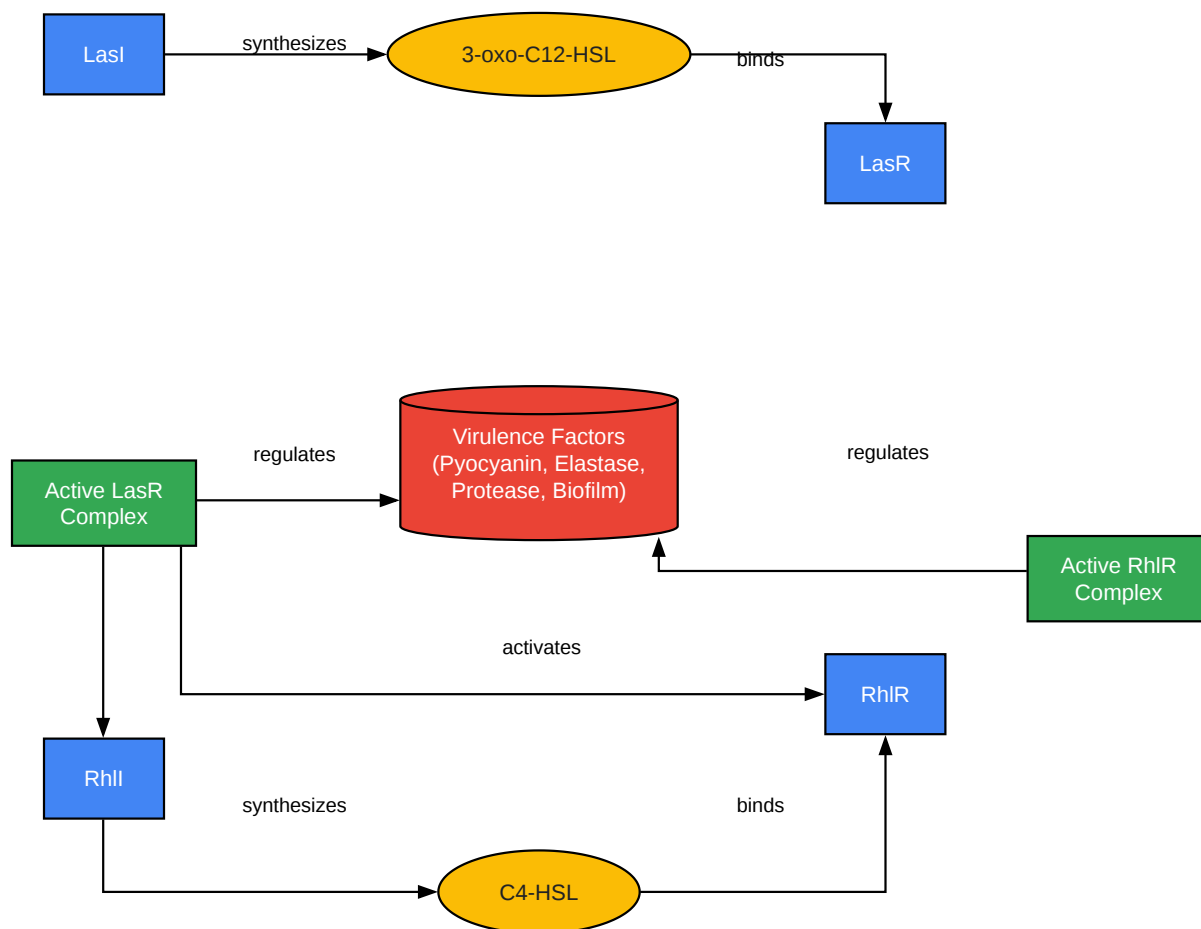 LasI
synthesizes
3-oxo-C12-HSL
binds
LasR
Virulence Factors
(Pyocyanin, Elastase,
Protease, Biofilm)
regulates
regulates
Active LasR
Complex
Active RhlR
Complex
activates
RhlR
RhlI
synthesizes
binds
C4-HSL